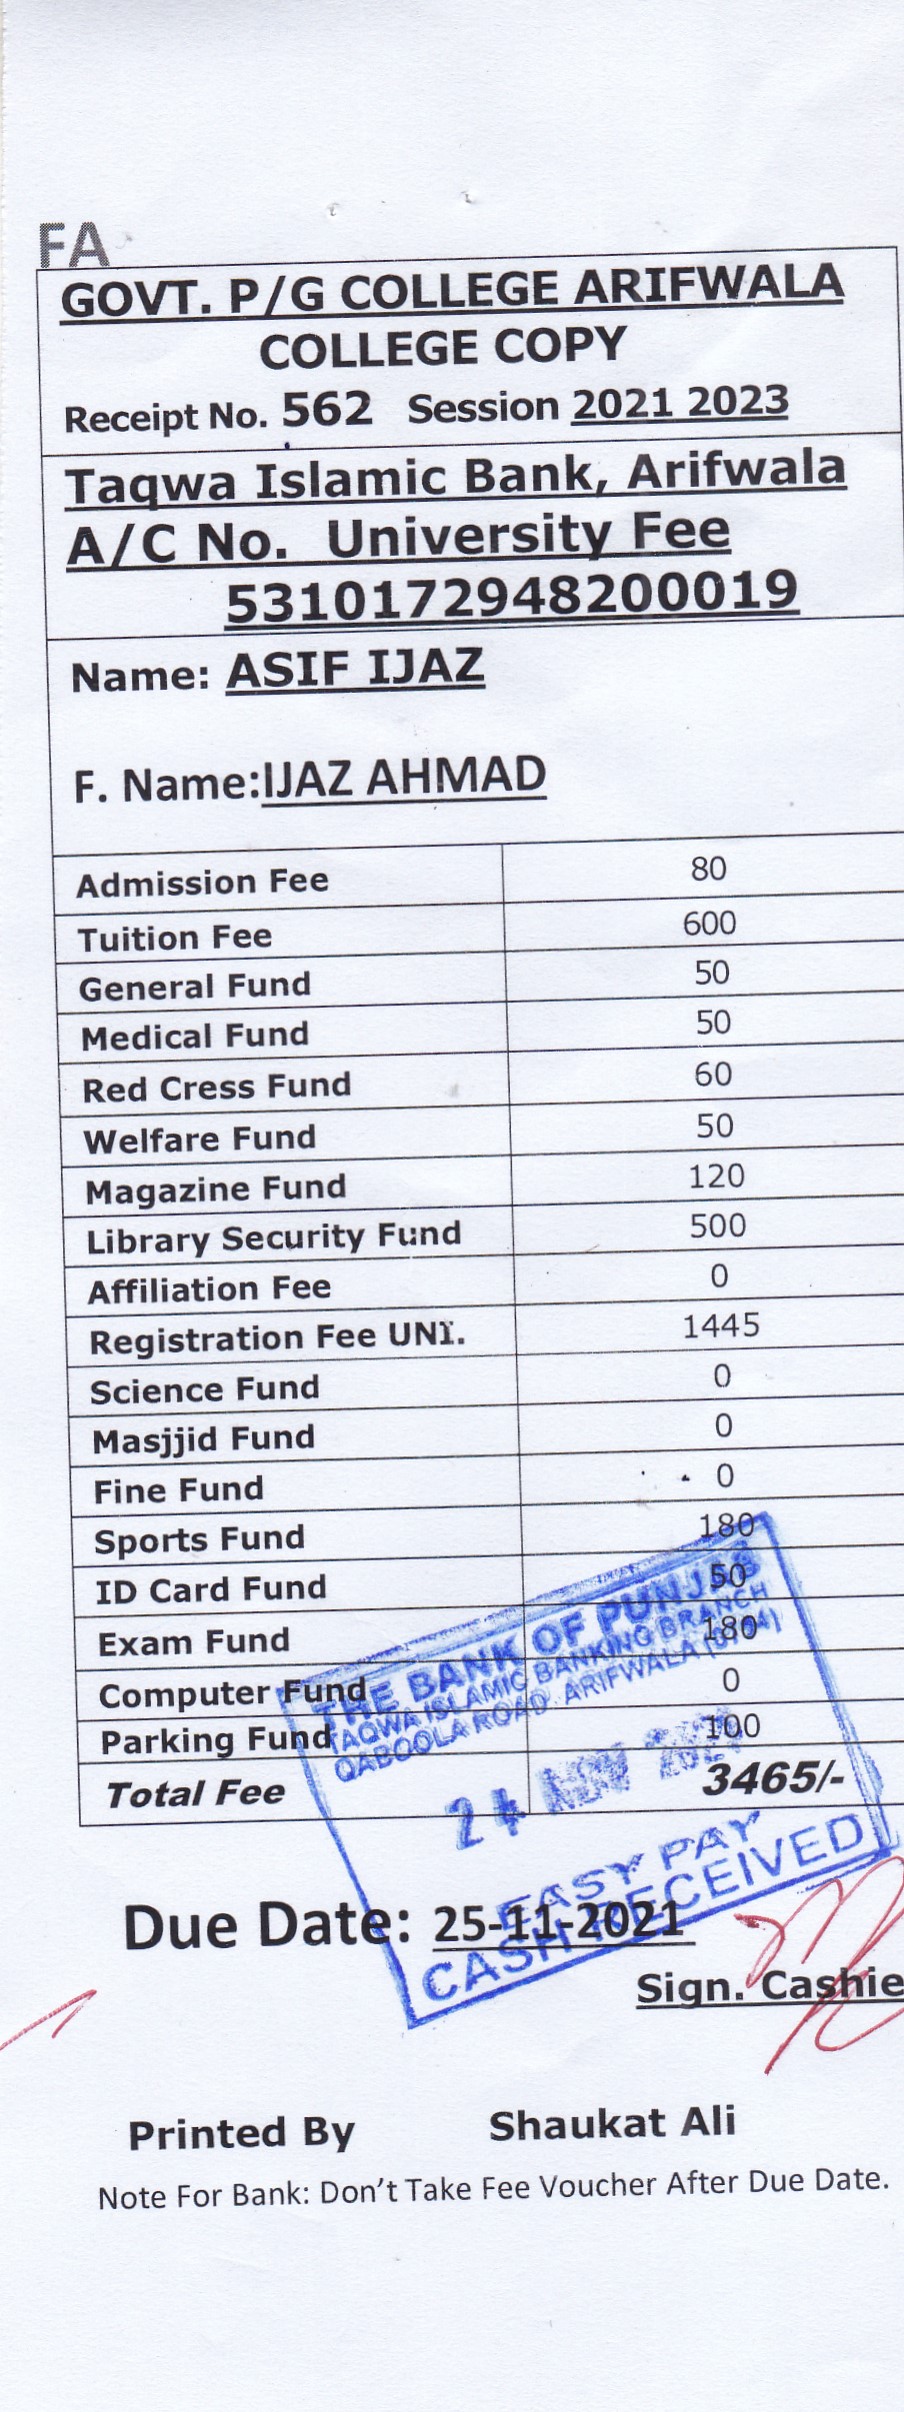 FA
GOVT. P/G COLLEGE ARIFWALA
COLLEGE COPY
Receipt No. 562 Session 2021 2023
Taqwa Islamic Bank, Arifwala
A/C No. University Fee
5310172948200019
Name: ASIF IJAZ
F. Name:IJAZ AHMAD
Admission Fee 80
Tuition Fee 600
General Fund 50
Medical Fund 50
Red Cress Fund 60
Welfare Fund 50
Magazine Fund 120
Library Security Fund 500
Affiliation Fee 0
Registration Fee UNI. 1445
Science Fund 0
Masjjid Fund 0
Fine Fund 0
Sports Fund 180
ID Card Fund 50
Exam Fund 180
Computer Fund 0
Parking Fund 100
Total Fee 3465/-
THE BANK OF PUNJAB
TAQWA ISLAMIC BANKING BRANCH
QABOOLA ROAD. ARIFWALA
24 NOV 2021
EASY PAY
CASH RECEIVED
Due Date: 25-11-2021
Sign. Cashie
Printed By Shaukat Ali
Note For Bank: Don't Take Fee Voucher After Due Date.